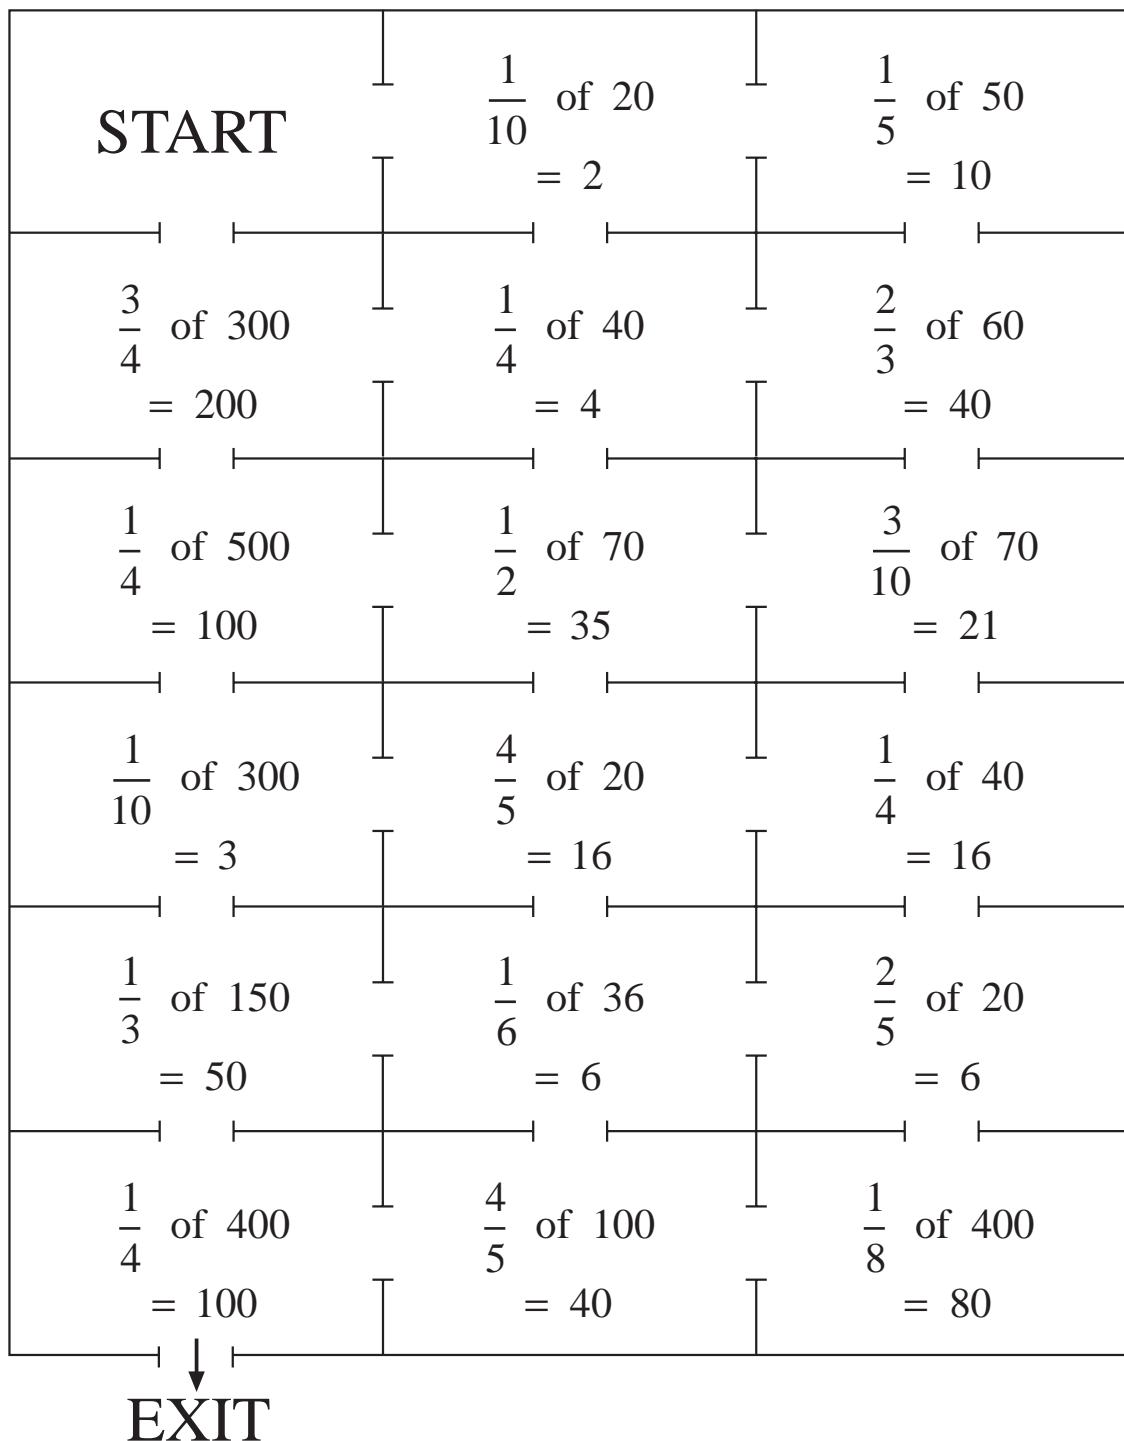 START
1/10 of 20
= 2
1/5 of 50
= 10
3/4 of 300
= 200
1/4 of 40
= 4
2/3 of 60
= 40
1/4 of 500
= 100
1/2 of 70
= 35
3/10 of 70
= 21
1/10 of 300
= 3
4/5 of 20
= 16
1/4 of 40
= 16
1/3 of 150
= 50
1/6 of 36
= 6
2/5 of 20
= 6
1/4 of 400
= 100
4/5 of 100
= 40
1/8 of 400
= 80
EXIT